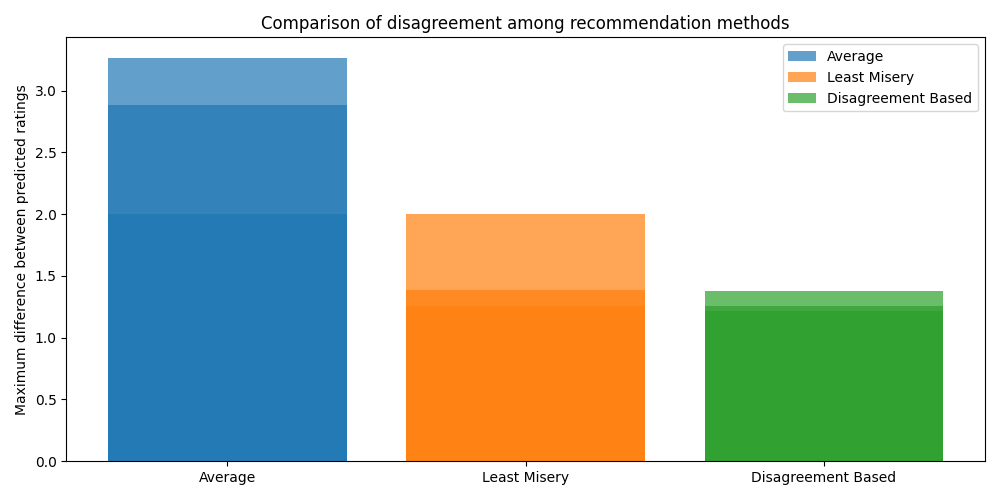 Comparison of disagreement among recommendation methods
Maximum difference between predicted ratings
3.0
2.5
2.0
1.5
1.0
0.5
0.0
Average
Least Misery
Disagreement Based
Average
Least Misery
Disagreement Based